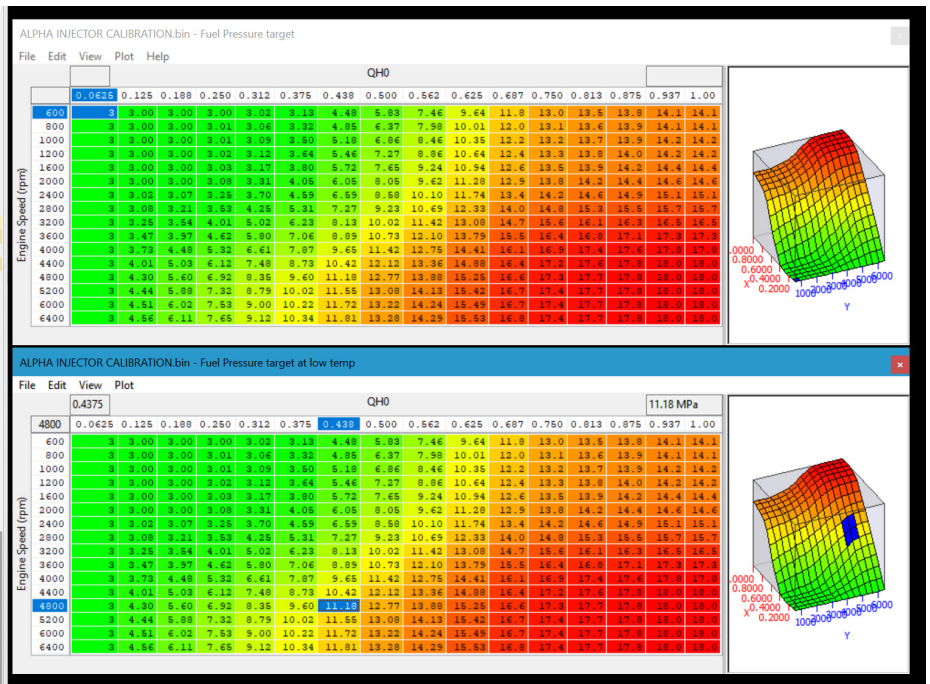 ALPHA INJECTOR CALIBRATION.bin - Fuel Pressure target
File Edit View Plot Help
QH0
0.0625 0.125 0.188 0.250 0.312 0.375 0.438 0.500 0.562 0.625 0.687 0.750 0.813 0.875 0.937 1.00
Engine Speed (rpm)
600 3 3.00 3.00 3.00 3.02 3.13 4.48 5.83 7.46 9.64 11.8 13.0 13.5 13.8 14.1 14.1
800 3 3.00 3.00 3.01 3.06 3.32 4.85 6.37 7.98 10.01 12.0 13.1 13.6 13.9 14.1 14.1
1000 3 3.00 3.00 3.01 3.09 3.50 5.18 6.86 8.46 10.35 12.2 13.2 13.7 13.9 14.2 14.2
1200 3 3.00 3.00 3.02 3.12 3.64 5.46 7.27 8.86 10.64 12.4 13.3 13.8 14.0 14.2 14.2
1600 3 3.00 3.00 3.03 3.17 3.80 5.72 7.65 9.24 10.94 12.6 13.5 13.9 14.2 14.4 14.4
2000 3 3.00 3.00 3.08 3.31 4.05 6.05 8.05 9.62 11.28 12.9 13.8 14.2 14.4 14.6 14.6
2400 3 3.02 3.07 3.25 3.70 4.59 6.59 8.58 10.10 11.74 13.4 14.2 14.6 14.9 15.1 15.1
2800 3 3.08 3.21 3.53 4.25 5.31 7.27 9.23 10.69 12.33 14.0 14.8 15.3 15.5 15.7 15.7
3200 3 3.25 3.54 4.01 5.02 6.23 8.13 10.02 11.42 13.08 14.7 15.6 16.1 16.3 16.5 16.5
3600 3 3.47 3.97 4.62 5.80 7.06 8.89 10.73 12.10 13.79 15.5 16.4 16.8 17.1 17.3 17.3
4000 3 3.73 4.48 5.32 6.61 7.87 9.65 11.42 12.75 14.41 16.1 16.9 17.4 17.6 17.8 17.8
4400 3 4.01 5.03 6.12 7.48 8.73 10.42 12.12 13.36 14.88 16.4 17.2 17.6 17.8 18.0 18.0
4800 3 4.30 5.60 6.92 8.35 9.60 11.18 12.77 13.88 15.25 16.6 17.3 17.7 17.8 18.0 18.0
5200 3 4.44 5.88 7.32 8.79 10.02 11.55 13.08 14.13 15.42 16.7 17.4 17.7 17.8 18.0 18.0
6000 3 4.51 6.02 7.53 9.00 10.22 11.72 13.22 14.24 15.49 16.7 17.4 17.7 17.8 18.0 18.0
6400 3 4.56 6.11 7.65 9.12 10.34 11.81 13.28 14.29 15.53 16.8 17.4 17.7 17.8 18.0 18.0
.0000
0.8000
0.6000
0.4000
0.2000
X
1000 2000 3000 4000 5000 6000
Y
ALPHA INJECTOR CALIBRATION.bin - Fuel Pressure target at low temp
File Edit View Plot
0.4375 QH0 11.18 MPa
4800 0.0625 0.125 0.188 0.250 0.312 0.375 0.438 0.500 0.562 0.625 0.687 0.750 0.813 0.875 0.937 1.00
Engine Speed (rpm)
600 3 3.00 3.00 3.00 3.02 3.13 4.48 5.83 7.46 9.64 11.8 13.0 13.5 13.8 14.1 14.1
800 3 3.00 3.00 3.01 3.06 3.32 4.85 6.37 7.98 10.01 12.0 13.1 13.6 13.9 14.1 14.1
1000 3 3.00 3.00 3.01 3.09 3.50 5.18 6.86 8.46 10.35 12.2 13.2 13.7 13.9 14.2 14.2
1200 3 3.00 3.00 3.02 3.12 3.64 5.46 7.27 8.86 10.64 12.4 13.3 13.8 14.0 14.2 14.2
1600 3 3.00 3.00 3.03 3.17 3.80 5.72 7.65 9.24 10.94 12.6 13.5 13.9 14.2 14.4 14.4
2000 3 3.00 3.00 3.08 3.31 4.05 6.05 8.05 9.62 11.28 12.9 13.8 14.2 14.4 14.6 14.6
2400 3 3.02 3.07 3.25 3.70 4.59 6.59 8.58 10.10 11.74 13.4 14.2 14.6 14.9 15.1 15.1
2800 3 3.08 3.21 3.53 4.25 5.31 7.27 9.23 10.69 12.33 14.0 14.8 15.3 15.5 15.7 15.7
3200 3 3.25 3.54 4.01 5.02 6.23 8.13 10.02 11.42 13.08 14.7 15.6 16.1 16.3 16.5 16.5
3600 3 3.47 3.97 4.62 5.80 7.06 8.89 10.73 12.10 13.79 15.5 16.4 16.8 17.1 17.3 17.3
4000 3 3.73 4.48 5.32 6.61 7.87 9.65 11.42 12.75 14.41 16.1 16.9 17.4 17.6 17.8 17.8
4400 3 4.01 5.03 6.12 7.48 8.73 10.42 12.12 13.36 14.88 16.4 17.2 17.6 17.8 18.0 18.0
4800 3 4.30 5.60 6.92 8.35 9.60 11.18 12.77 13.88 15.25 16.6 17.3 17.7 17.8 18.0 18.0
5200 3 4.44 5.88 7.32 8.79 10.02 11.55 13.08 14.13 15.42 16.7 17.4 17.7 17.8 18.0 18.0
6000 3 4.51 6.02 7.53 9.00 10.22 11.72 13.22 14.24 15.49 16.7 17.4 17.7 17.8 18.0 18.0
6400 3 4.56 6.11 7.65 9.12 10.34 11.81 13.28 14.29 15.53 16.8 17.4 17.7 17.8 18.0 18.0
.0000
0.8000
0.6000
0.4000
0.2000
X
1000 2000 3000 4000 5000 6000
Y